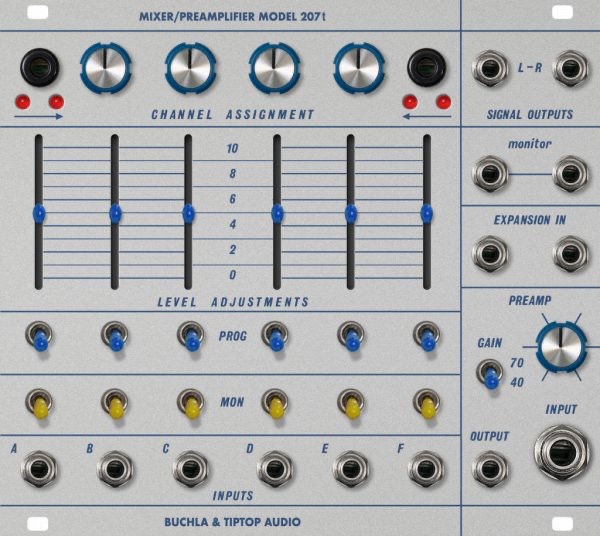 MIXER/PREAMPLIFIER MODEL 207t
L-R
CHANNEL ASSIGNMENT
SIGNAL OUTPUTS
monitor
10
8
6
4
2
0
EXPANSION IN
LEVEL ADJUSTMENTS
PREAMP
PROG
GAIN
70
40
MON
INPUT
OUTPUT
A B C D E F
INPUTS
BUCHLA & TIPTOP AUDIO